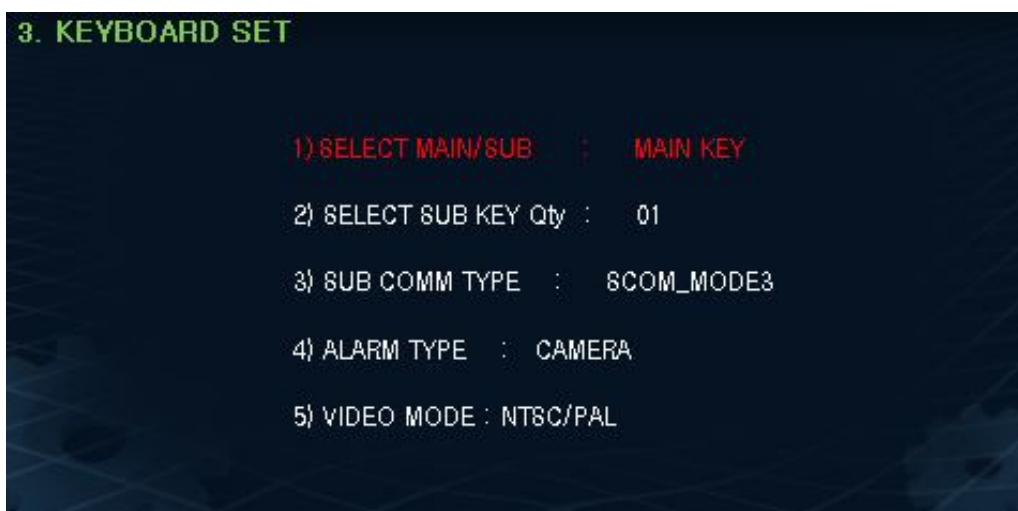 3. KEYBOARD SET
1) SELECT MAIN/SUB : MAIN KEY
2) SELECT SUB KEY Qty : 01
3) SUB COMM TYPE : SCOM_MODE3
4) ALARM TYPE : CAMERA
5) VIDEO MODE : NTSC/PAL